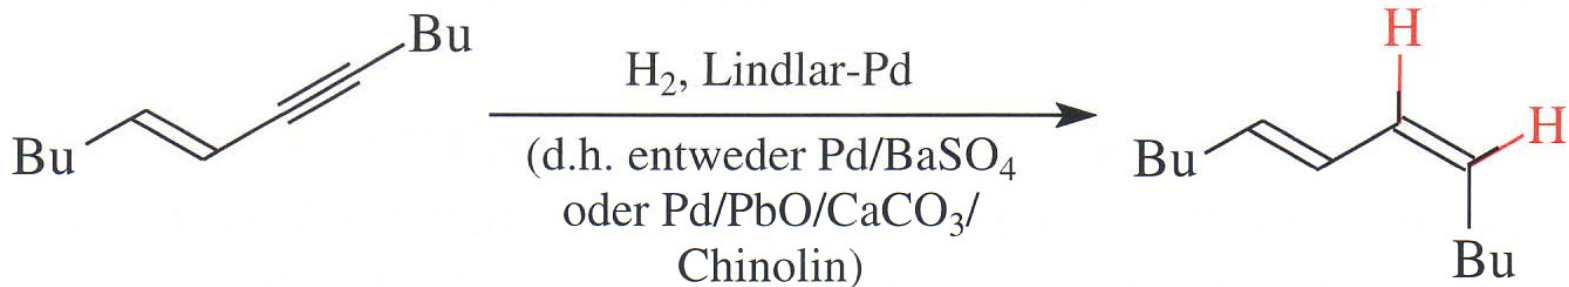 Bu
Bu
H₂, Lindlar-Pd
(d.h. entweder Pd/BaSO₄
oder Pd/PbO/CaCO₃/
Chinolin)
H
H
Bu
Bu